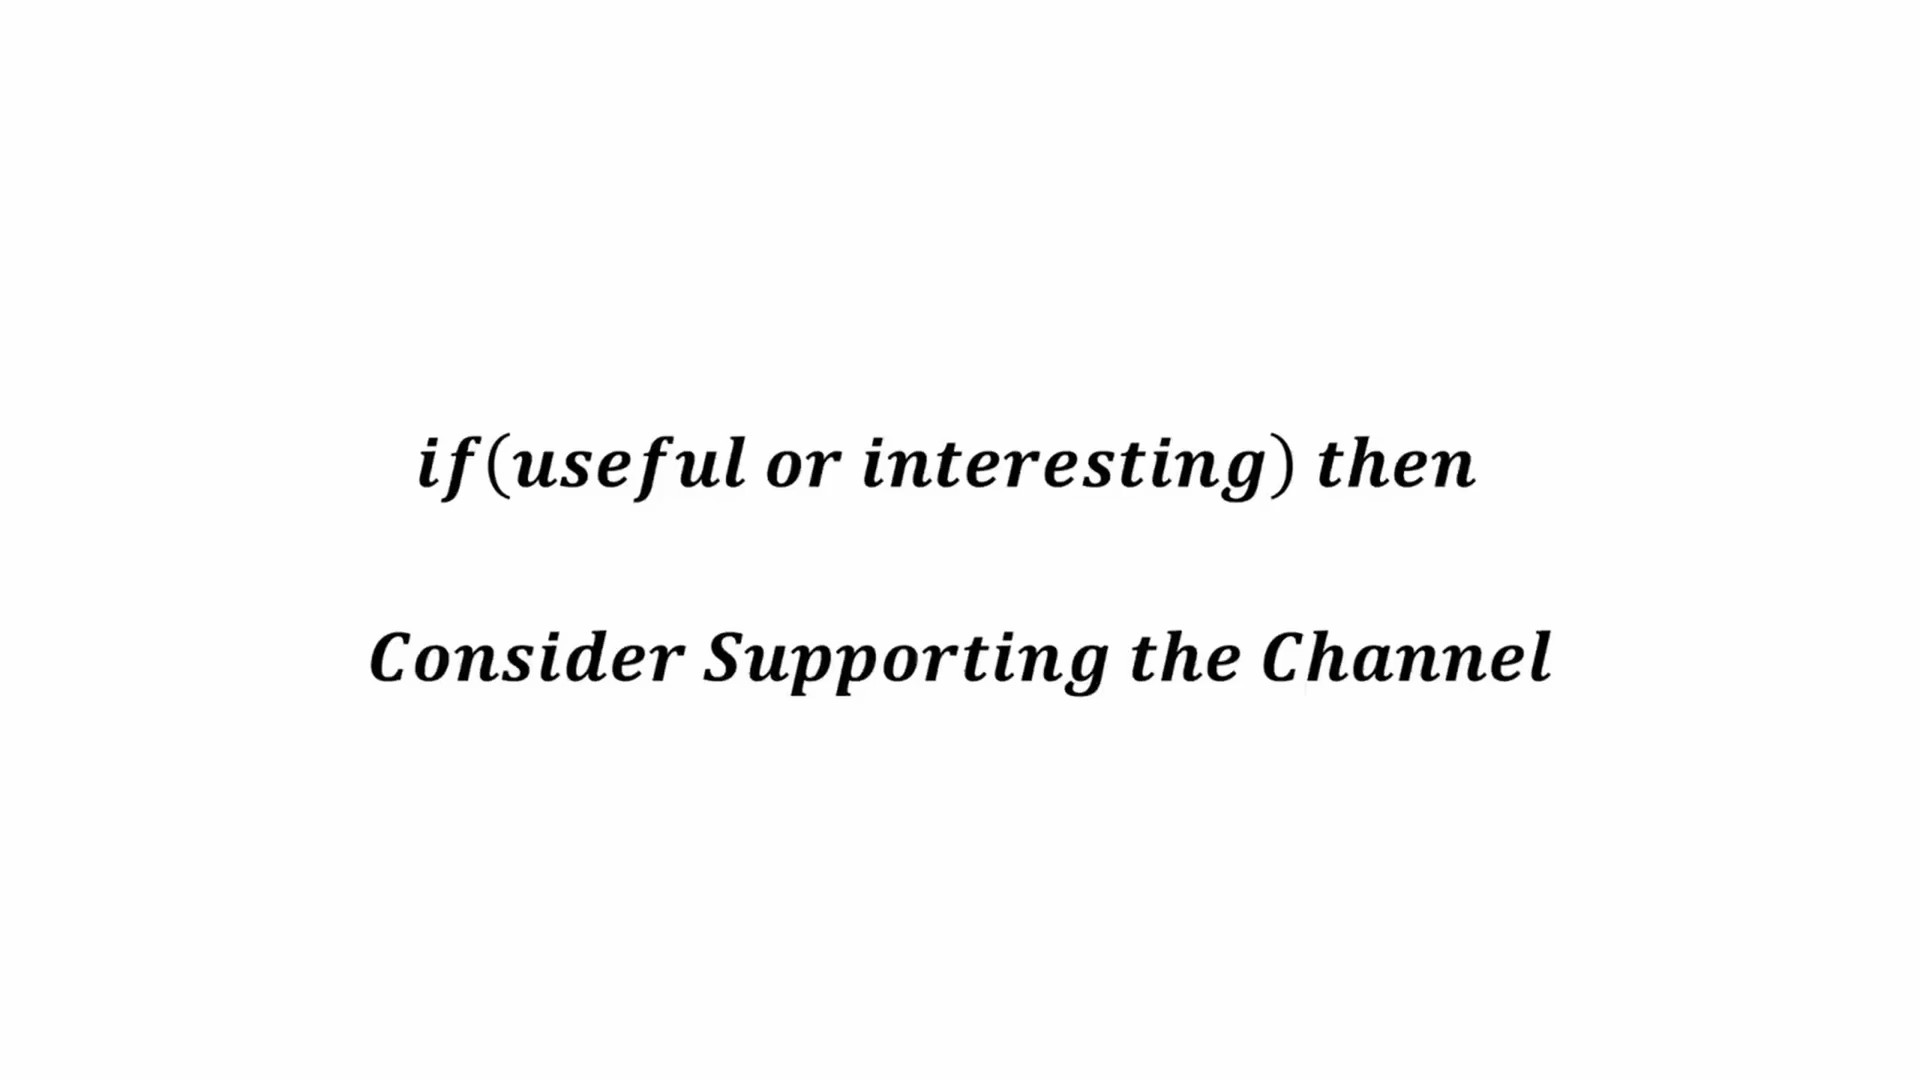 if(useful or interesting) then
Consider Supporting the Channel